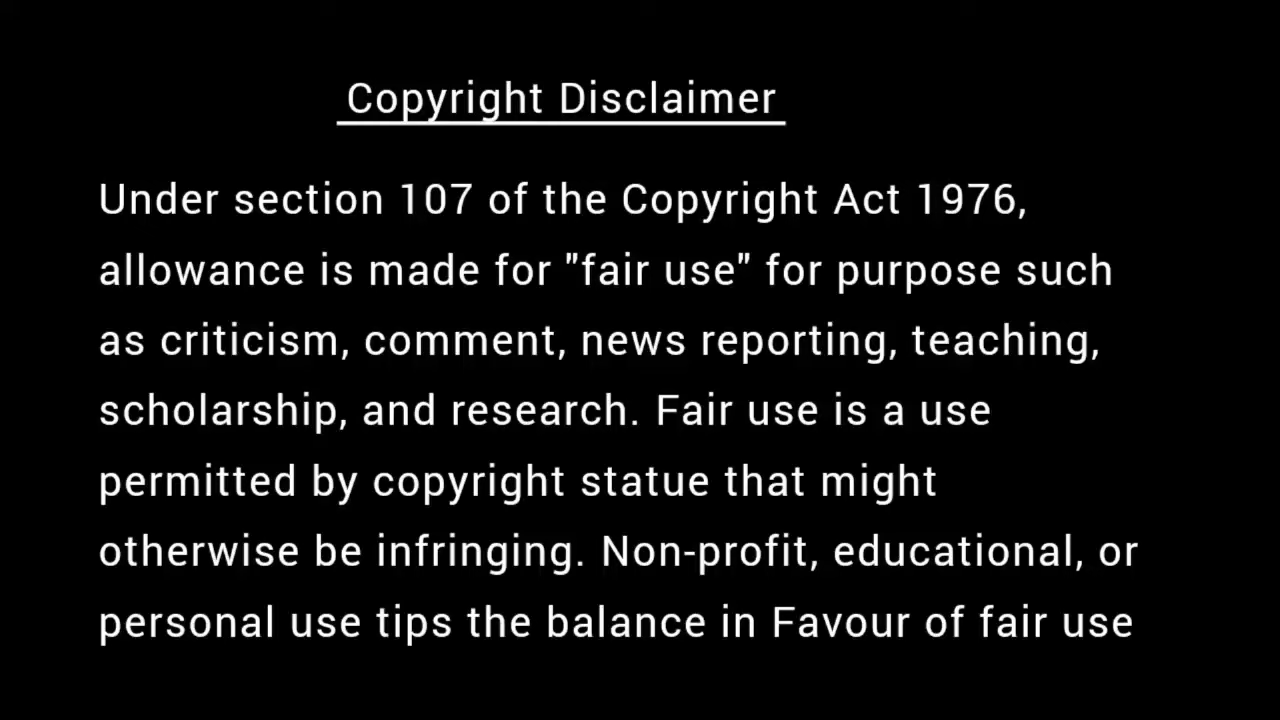 Copyright Disclaimer
Under section 107 of the Copyright Act 1976,
allowance is made for "fair use" for purpose such
as criticism, comment, news reporting, teaching,
scholarship, and research. Fair use is a use
permitted by copyright statue that might
otherwise be infringing. Non-profit, educational, or
personal use tips the balance in Favour of fair use